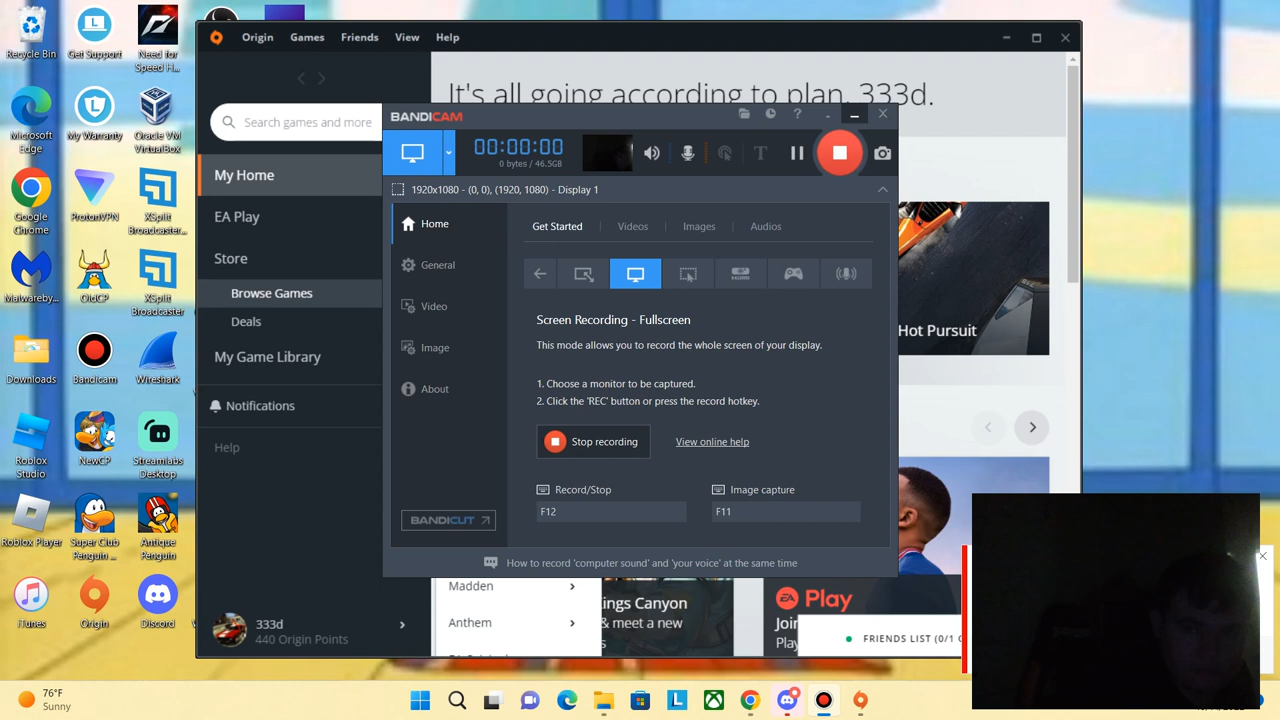 Recycle Bin
Get Support
Need for
Speed H...
Microsoft
Edge
My Warranty
Oracle VM
VirtualBox
Google
Chrome
ProtonVPN
XSplit
Broadcaster...
Malwareby...
OldCP
XSplit
Broadcaster
Downloads
Bandicam
Wireshark
Roblox
Studio
NewCP
Streamlabs
Desktop
Roblox Player
Super Club
Penguin ...
Antique
Penguin
iTunes
Origin
Discord
Origin
Games
Friends
View
Help
Search games and more
My Home
EA Play
Store
Browse Games
Deals
My Game Library
Notifications
Help
333d
440 Origin Points
It's all going according to plan, 333d.
Hot Pursuit
BANDICAM
00:00:00
0 bytes / 46.5GB
1920x1080 - (0, 0), (1920, 1080) - Display 1
Home
General
Video
Image
About
BANDICUT
Get Started
Videos
Images
Audios
Screen Recording - Fullscreen
This mode allows you to record the whole screen of your display.
1. Choose a monitor to be captured.
2. Click the 'REC' button or press the record hotkey.
Stop recording
View online help
Record/Stop
F12
Image capture
F11
How to record 'computer sound' and 'your voice' at the same time
Madden
Anthem
ings Canyon
& meet a new
EA Play
Join
Play
FRIENDS LIST (0/1
76°F
Sunny